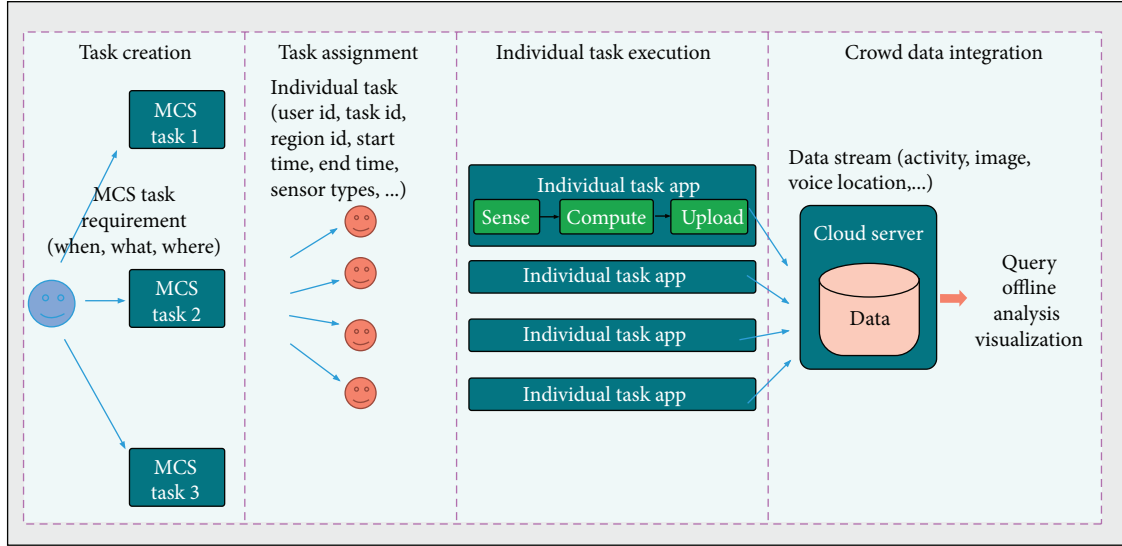 Task creation
MCS
task 1
MCS task
requirement
(when, what, where)
MCS
task 2
MCS
task 3
Task assignment
Individual task
(user id, task id,
region id, start
time, end time,
sensor types, ...)
Individual task execution
Individual task app
Sense
Compute
Upload
Individual task app
Individual task app
Individual task app
Crowd data integration
Data stream (activity, image,
voice location,...)
Cloud server
Data
Query
offline
analysis
visualization